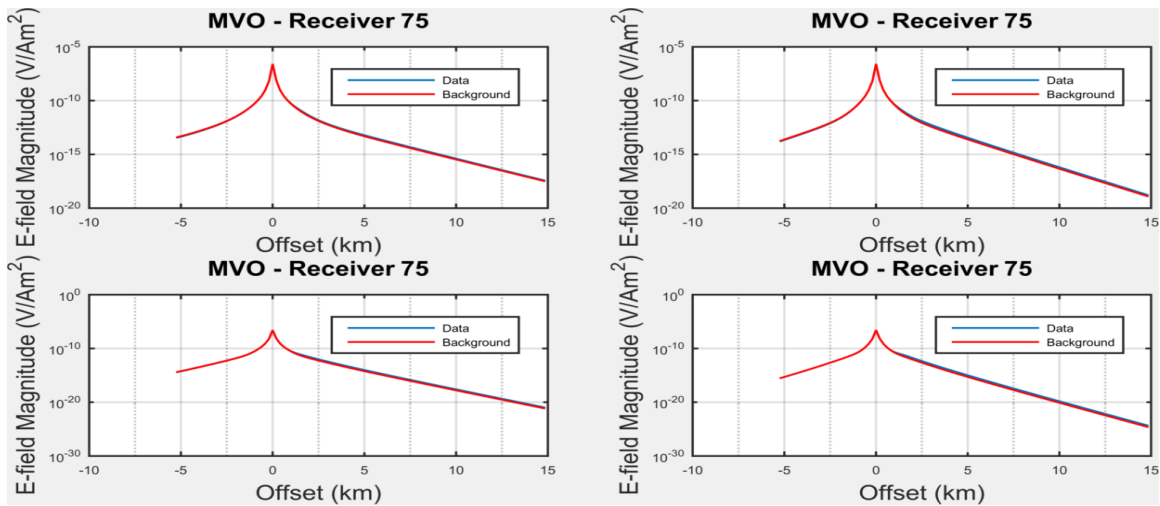 MVO - Receiver 75
E-field Magnitude (V/Am²)
10⁻⁵
10⁻¹⁰
10⁻¹⁵
10⁻²⁰
Data
Background
-10 -5 0 5 10 15
Offset (km)
MVO - Receiver 75
E-field Magnitude (V/Am²)
10⁻⁵
10⁻¹⁰
10⁻¹⁵
10⁻²⁰
Data
Background
-10 -5 0 5 10 15
Offset (km)
MVO - Receiver 75
E-field Magnitude (V/Am²)
10⁰
10⁻¹⁰
10⁻²⁰
10⁻³⁰
Data
Background
-10 -5 0 5 10 15
Offset (km)
MVO - Receiver 75
E-field Magnitude (V/Am²)
10⁰
10⁻¹⁰
10⁻²⁰
10⁻³⁰
Data
Background
-10 -5 0 5 10 15
Offset (km)